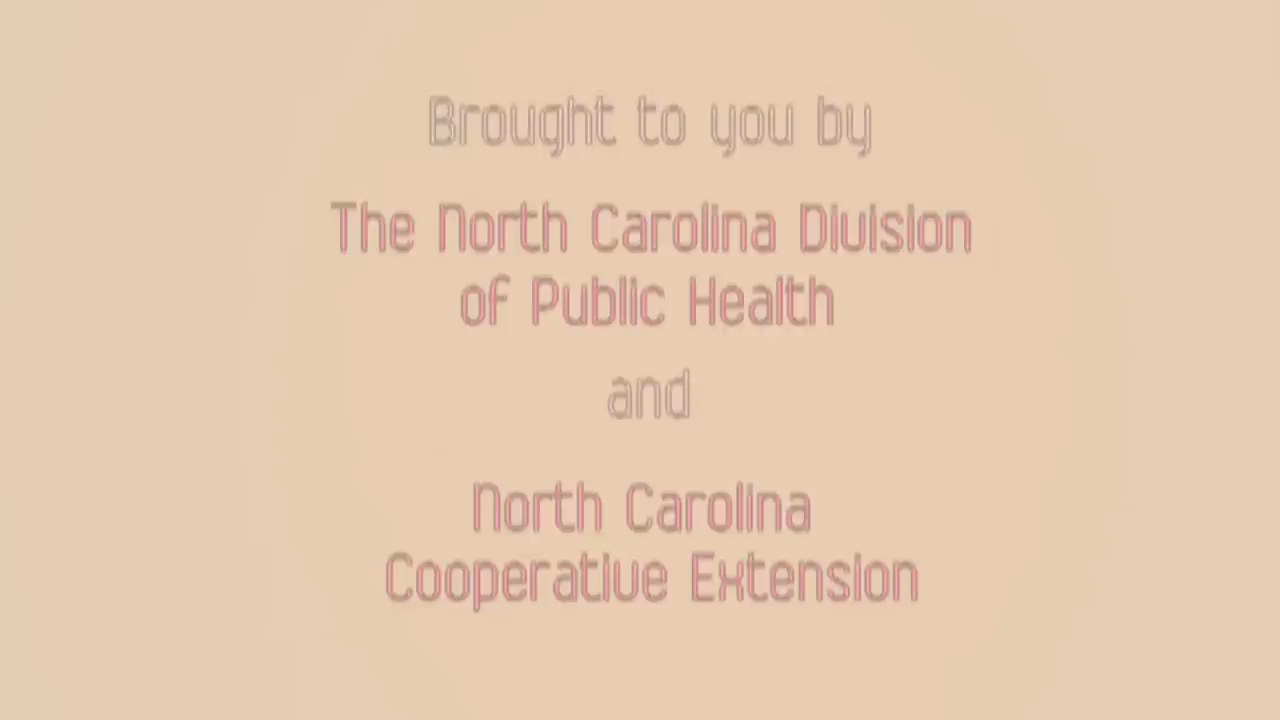 Brought to you by
The North Carolina Division
of Public Health
and
North Carolina
Cooperative Extension